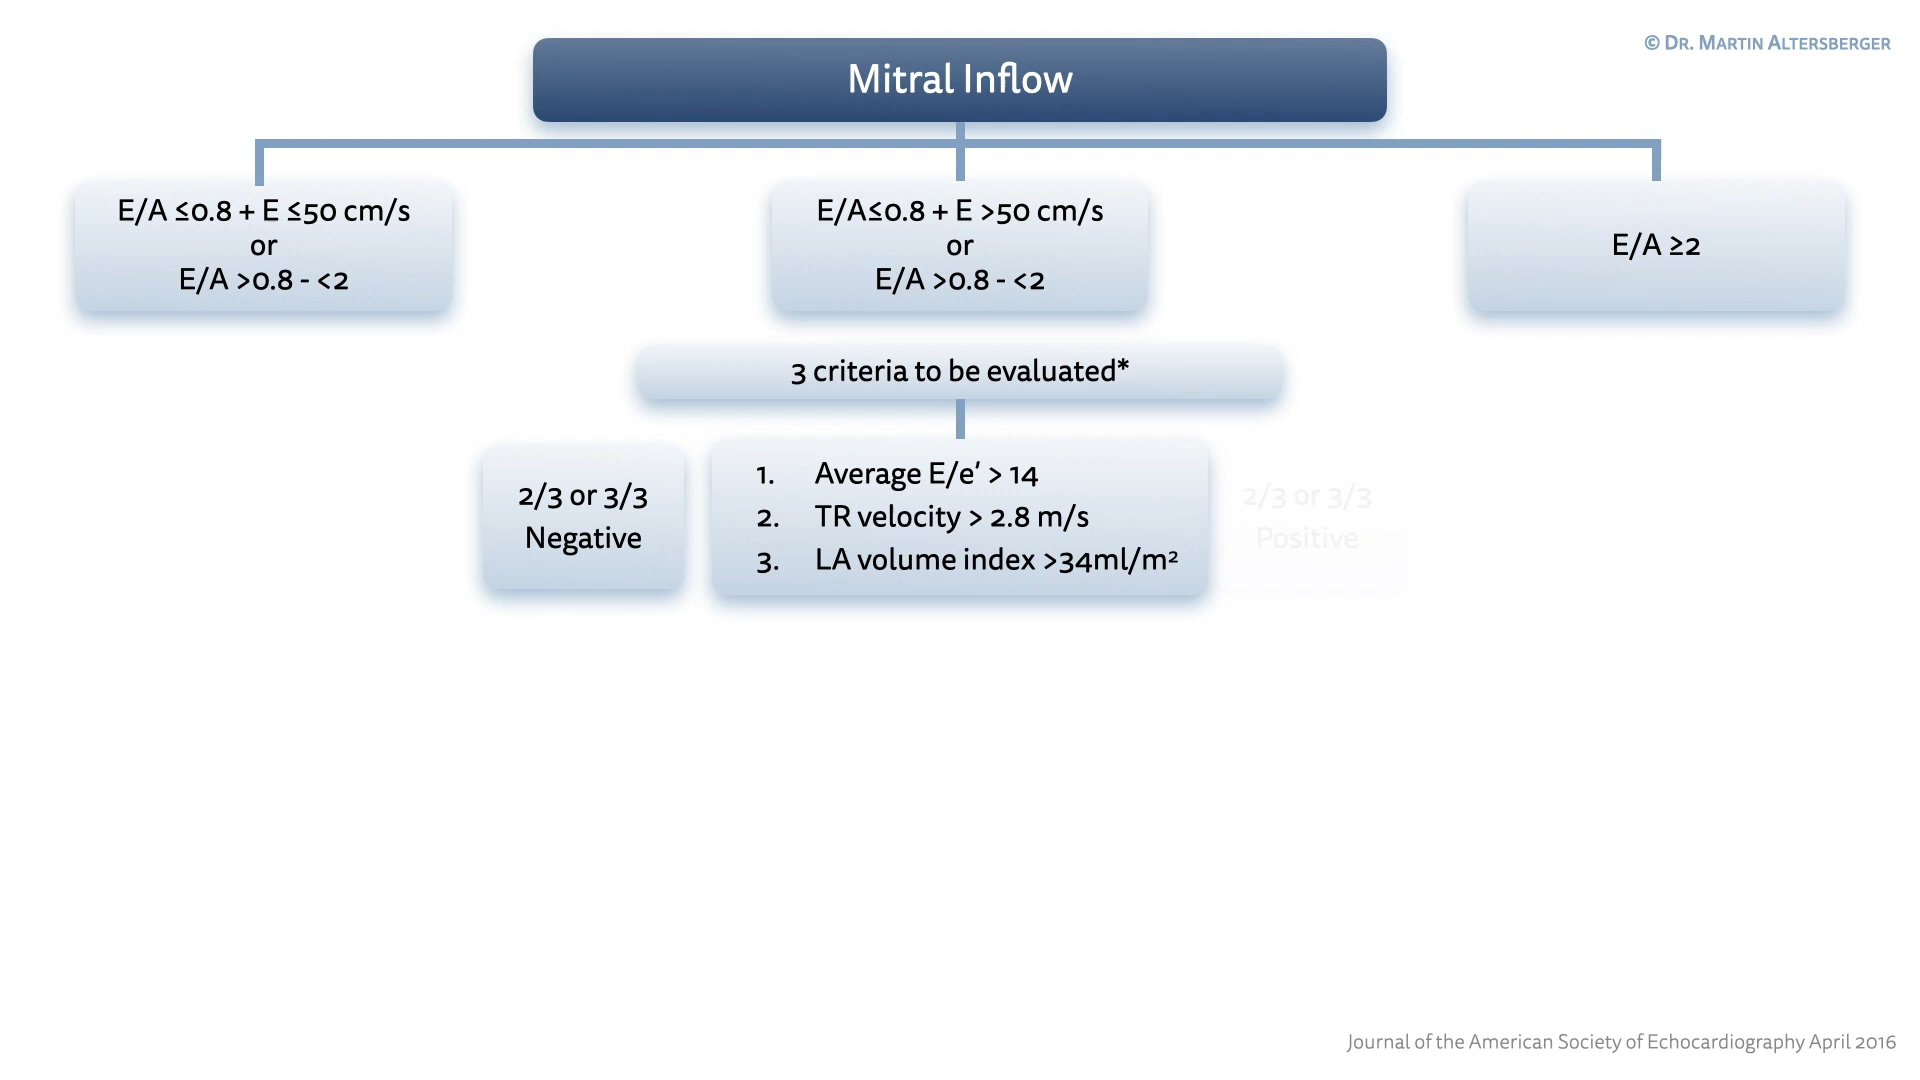 © Dr. Martin Altersberger
Mitral Inflow
E/A ≤0.8 + E ≤50 cm/s
or
E/A >0.8 - <2
E/A≤0.8 + E >50 cm/s
or
E/A >0.8 - <2
E/A ≥2
3 criteria to be evaluated*
2/3 or 3/3
Negative
1. Average E/e’ > 14
2. TR velocity > 2.8 m/s
3. LA volume index >34ml/m²
2/3 or 3/3
Positive
Journal of the American Society of Echocardiography April 2016